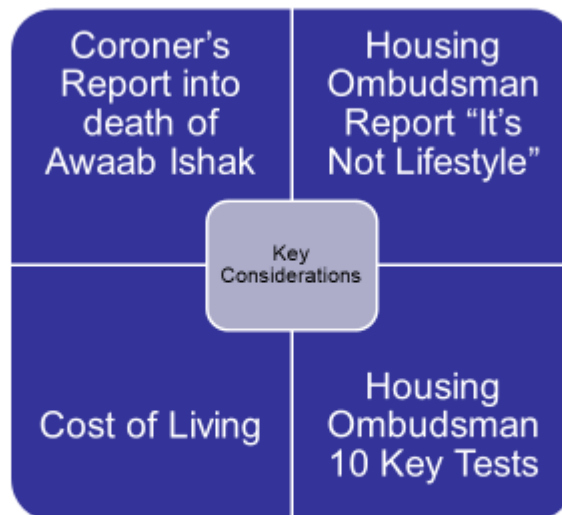 Coroner's
Report into
death of
Awaab Ishak
Housing
Ombudsman
Report “It's
Not Lifestyle”
Key
Considerations
Cost of Living
Housing
Ombudsman
10 Key Tests